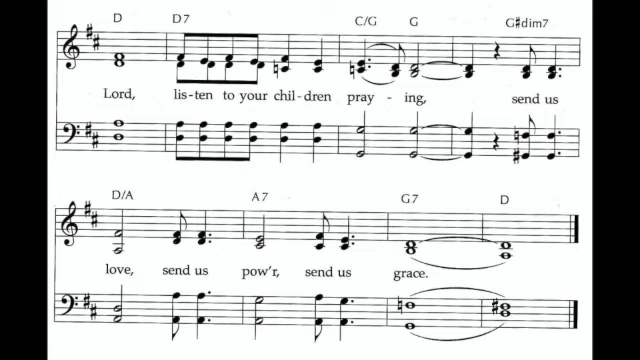 D D7 C/G G G#dim7
Lord, lis-ten to your chil-dren pray - ing, send us
D/A A7 G7 D
love, send us pow'r, send us grace.